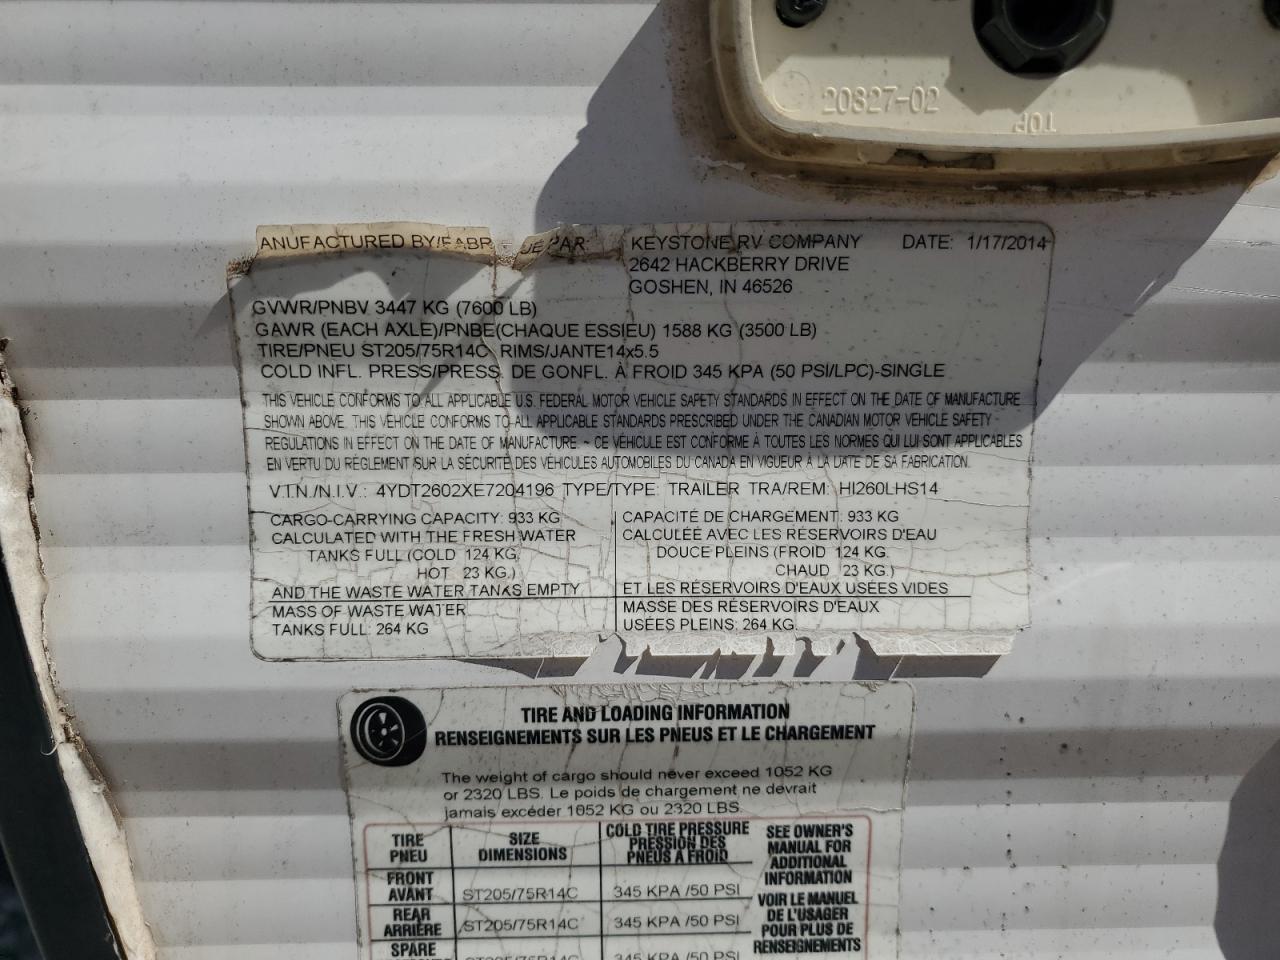 20827-02
TOP
ANUFACTURED BY/FABR DE PAR: KEYSTONE RV COMPANY DATE: 1/17/2014
2642 HACKBERRY DRIVE
GOSHEN, IN 46526
GVWR/PNBV 3447 KG (7600 LB)
GAWR (EACH AXLE)/PNBE(CHAQUE ESSIEU) 1588 KG (3500 LB)
TIRE/PNEU ST205/75R14C RIMS/JANTE14x5.5
COLD INFL. PRESS/PRESS. DE GONFL. À FROID 345 KPA (50 PSI/LPC)-SINGLE
THIS VEHICLE CONFORMS TO ALL APPLICABLE U.S. FEDERAL MOTOR VEHICLE SAFETY STANDARDS IN EFFECT ON THE DATE OF MANUFACTURE
SHOWN ABOVE. THIS VEHICLE CONFORMS TO ALL APPLICABLE STANDARDS PRESCRIBED UNDER THE CANADIAN MOTOR VEHICLE SAFETY
REGULATIONS IN EFFECT ON THE DATE OF MANUFACTURE ~ CE VÉHICULE EST CONFORME À TOUTES LES NORMES QUI LUI SONT APPLICABLES
EN VERTU DU RÈGLEMENT SUR LA SÉCURITÉ DES VÉHICULES AUTOMOBILES DU CANADA EN VIGUEUR À LA DATE DE SA FABRICATION.
V.I.N./N.I.V.: 4YDT2602XE7204196 TYPE/TYPE: TRAILER TRA/REM: HI260LHS14
CARGO-CARRYING CAPACITY: 933 KG
CALCULATED WITH THE FRESH WATER
TANKS FULL (COLD 124 KG,
HOT 23 KG.)
AND THE WASTE WATER TANKS EMPTY
MASS OF WASTE WATER
TANKS FULL: 264 KG
CAPACITÉ DE CHARGEMENT: 933 KG
CALCULÉE AVEC LES RÉSERVOIRS D'EAU
DOUCE PLEINS (FROID 124 KG.
CHAUD 23 KG.)
ET LES RÉSERVOIRS D'EAUX USÉES VIDES
MASSE DES RÉSERVOIRS D'EAUX
USÉES PLEINS: 264 KG.
TIRE AND LOADING INFORMATION
RENSEIGNEMENTS SUR LES PNEUS ET LE CHARGEMENT
The weight of cargo should never exceed 1052 KG
or 2320 LBS. Le poids de chargement ne devrait
jamais excéder 1052 KG ou 2320 LBS.
TIRE PNEU SIZE DIMENSIONS COLD TIRE PRESSURE PRESSION DES PNEUS À FROID
FRONT
AVANT ST205/75R14C 345 KPA /50 PSI
REAR
ARRIÈRE ST205/75R14C 345 KPA /50 PSI
SPARE ST205/75R14C 345 KPA /50 PSI
SEE OWNER'S
MANUAL FOR
ADDITIONAL
INFORMATION
VOIR LE MANUEL
DE L'USAGER
POUR PLUS DE
RENSEIGNEMENTS